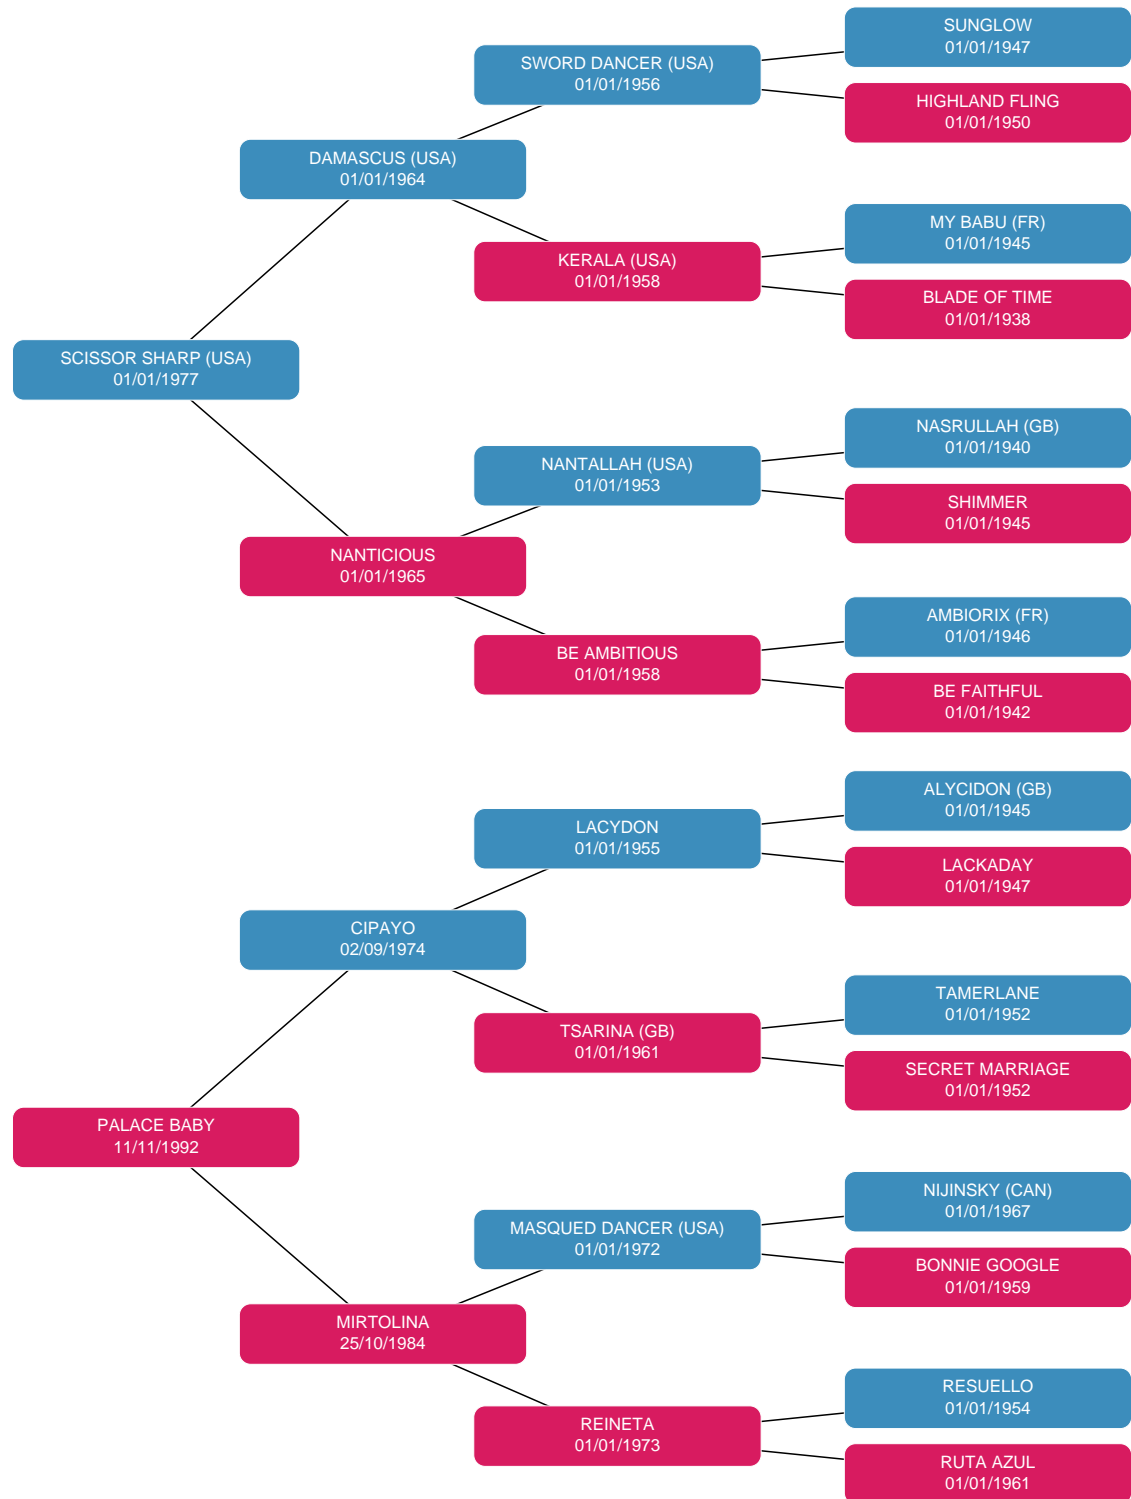 SUNGLOW
01/01/1947
SWORD DANCER (USA)
01/01/1956
HIGHLAND FLING
01/01/1950
DAMASCUS (USA)
01/01/1964
MY BABU (FR)
01/01/1945
KERALA (USA)
01/01/1958
BLADE OF TIME
01/01/1938
SCISSOR SHARP (USA)
01/01/1977
NASRULLAH (GB)
01/01/1940
NANTALLAH (USA)
01/01/1953
SHIMMER
01/01/1945
NANTICIOUS
01/01/1965
AMBIORIX (FR)
01/01/1946
BE AMBITIOUS
01/01/1958
BE FAITHFUL
01/01/1942
ALYCIDON (GB)
01/01/1945
LACYDON
01/01/1955
LACKADAY
01/01/1947
CIPAYO
02/09/1974
TAMERLANE
01/01/1952
TSARINA (GB)
01/01/1961
SECRET MARRIAGE
01/01/1952
PALACE BABY
11/11/1992
NIJINSKY (CAN)
01/01/1967
MASQUED DANCER (USA)
01/01/1972
BONNIE GOOGLE
01/01/1959
MIRTOLINA
25/10/1984
RESUELLO
01/01/1954
REINETA
01/01/1973
RUTA AZUL
01/01/1961